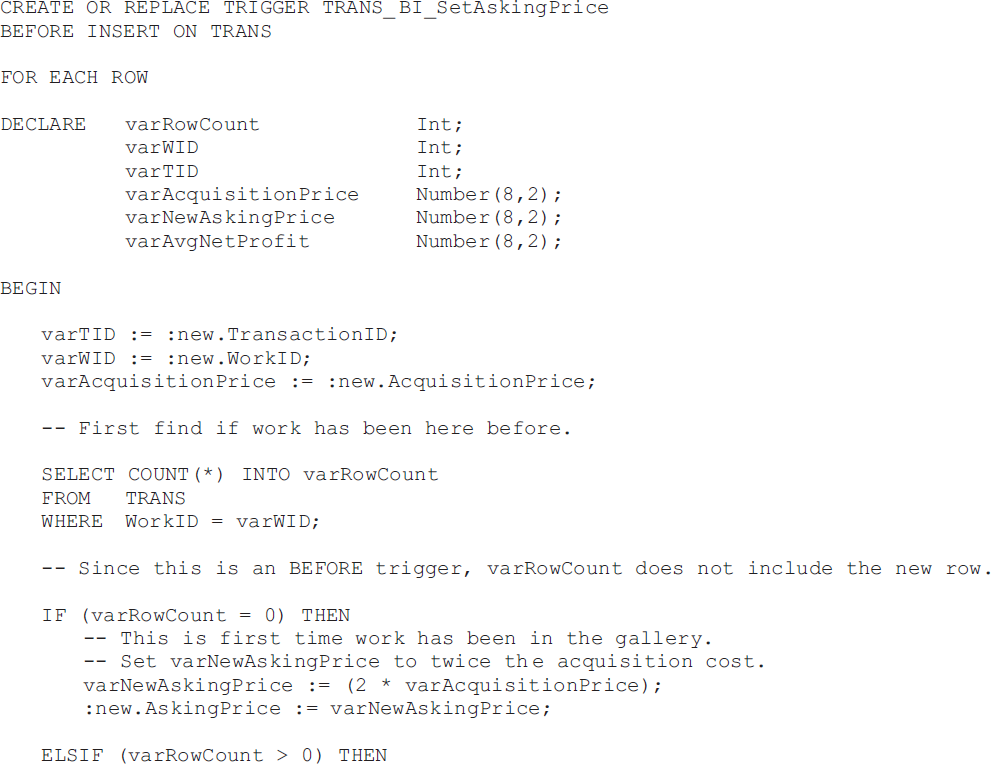 CREATE OR REPLACE TRIGGER TRANS_BI_SetAskingPrice
BEFORE INSERT ON TRANS
FOR EACH ROW
DECLARE varRowCount Int;
varWID Int;
varTID Int;
varAcquisitionPrice Number(8,2);
varNewAskingPrice Number(8,2);
varAvgNetProfit Number(8,2);
BEGIN
varTID := :new.TransactionID;
varWID := :new.WorkID;
varAcquisitionPrice := :new.AcquisitionPrice;
-- First find if work has been here before.
SELECT COUNT(*) INTO varRowCount
FROM TRANS
WHERE WorkID = varWID;
-- Since this is an BEFORE trigger, varRowCount does not include the new row.
IF (varRowCount = 0) THEN
-- This is first time work has been in the gallery.
-- Set varNewAskingPrice to twice the acquisition cost.
varNewAskingPrice := (2 * varAcquisitionPrice);
:new.AskingPrice := varNewAskingPrice;
ELSIF (varRowCount > 0) THEN